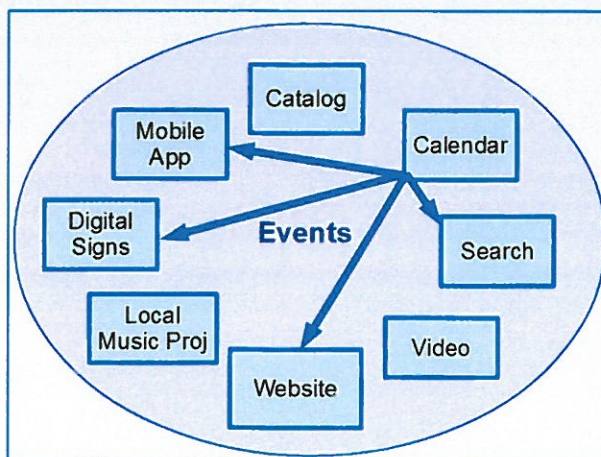 Catalog
Mobile
App
Calendar
Digital
Signs
Events
Search
Local
Music Proj
Video
Website